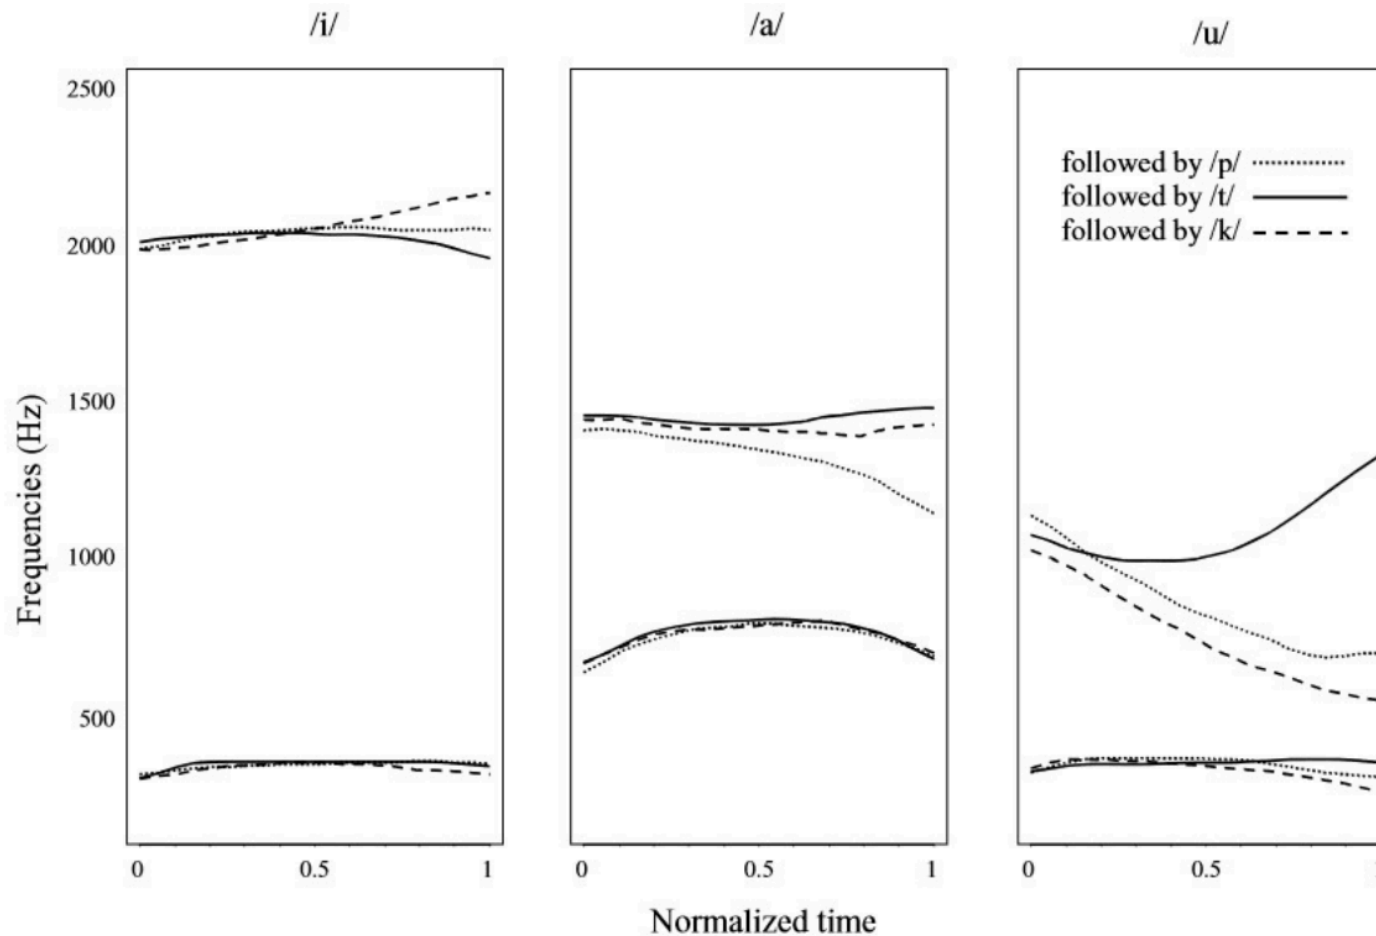 /i/
/a/
/u/
2500
2000
1500
1000
500
Frequencies (Hz)
followed by /p/
followed by /t/
followed by /k/
0 0.5 1
0 0.5 1
0 0.5
Normalized time